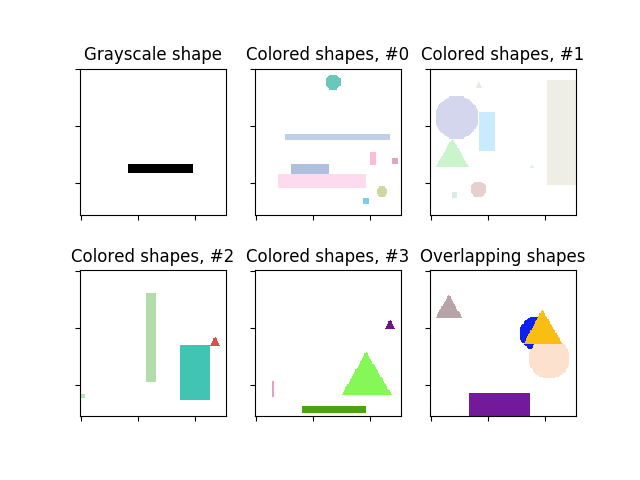 Grayscale shape
Colored shapes, #0
Colored shapes, #1
Colored shapes, #2
Colored shapes, #3
Overlapping shapes